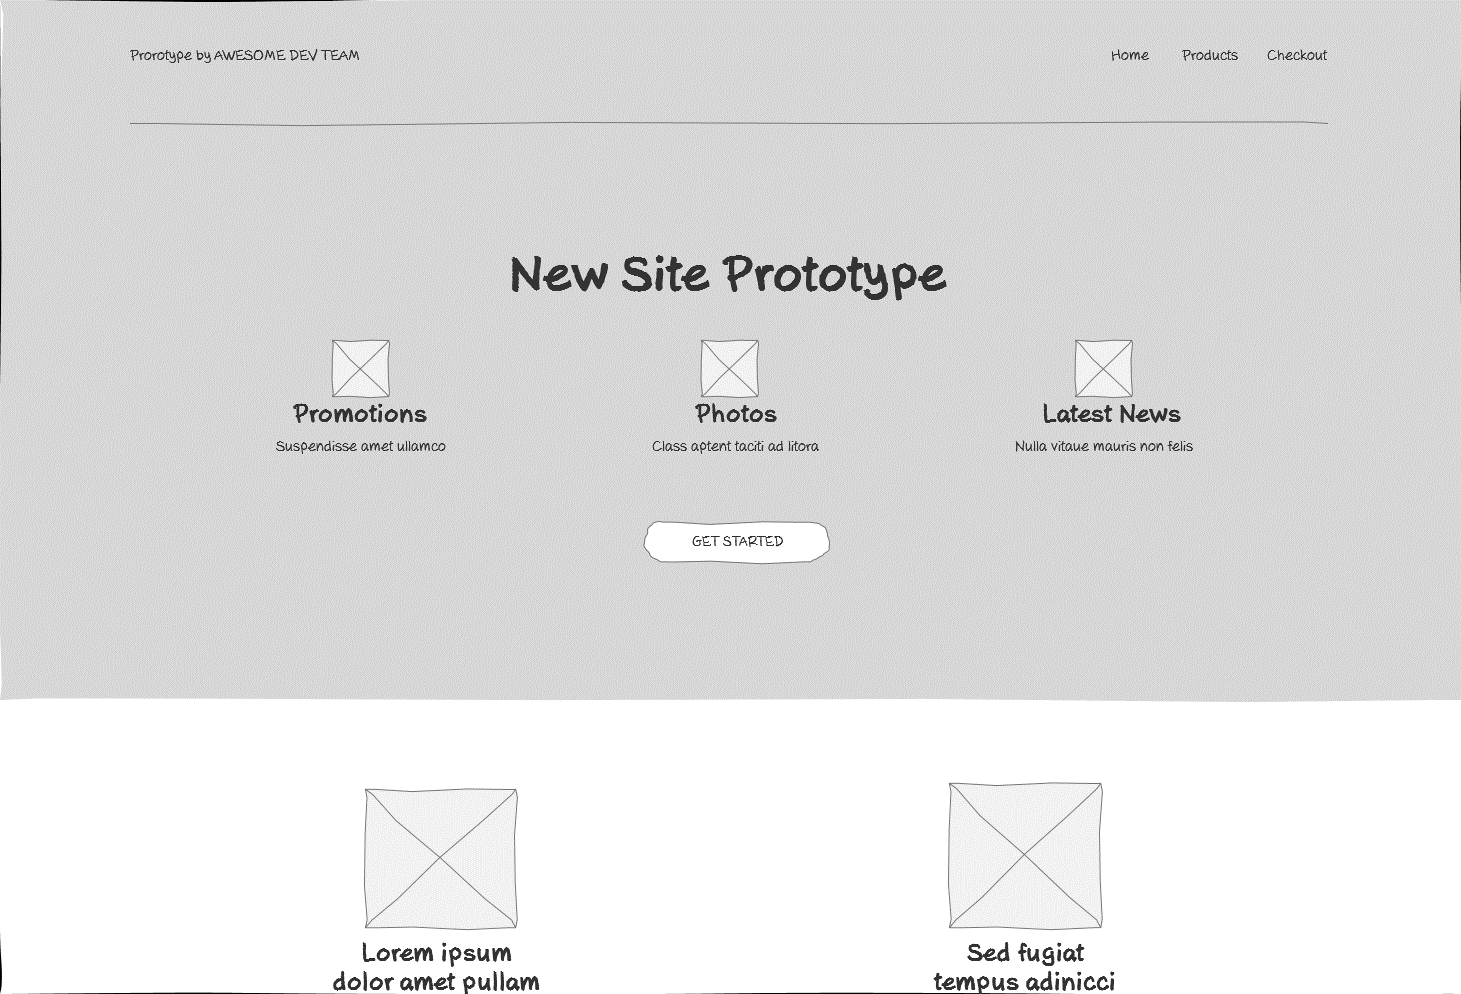 Prorotype by AWESOME DEV TEAM
Home Products Checkout
New Site Prototype
Promotions
Suspendisse amet ullamco
Photos
Class aptent taciti ad litora
Latest News
Nulla vitaue mauris non felis
GET STARTED
Lorem ipsum
dolor amet pullam
Sed fugiat
tempus adinicci